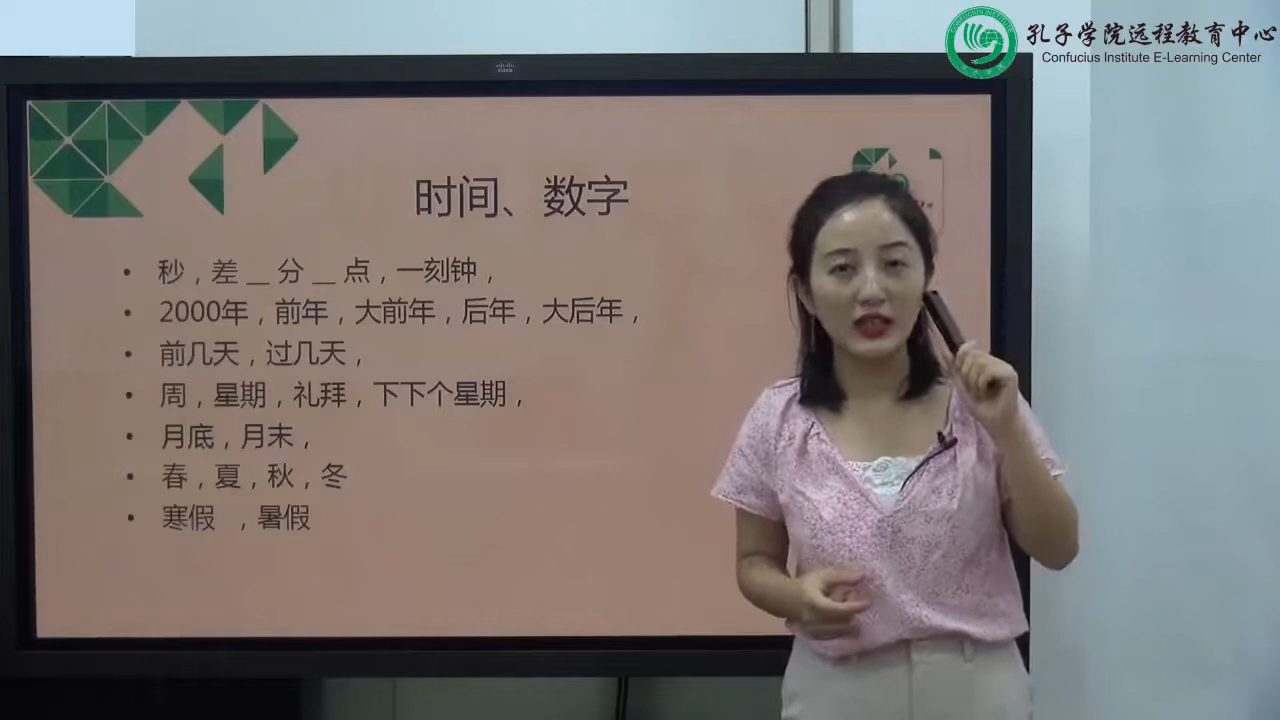 孔子学院远程教育中心
Confucius Institute E-Learning Center
时间、数字
• 秒，差__分__点，一刻钟，
• 2000年，前年，大前年，后年，大后年，
• 前几天，过几天，
• 周，星期，礼拜，下下个星期，
• 月底，月末，
• 春，夏，秋，冬
• 寒假 ，暑假